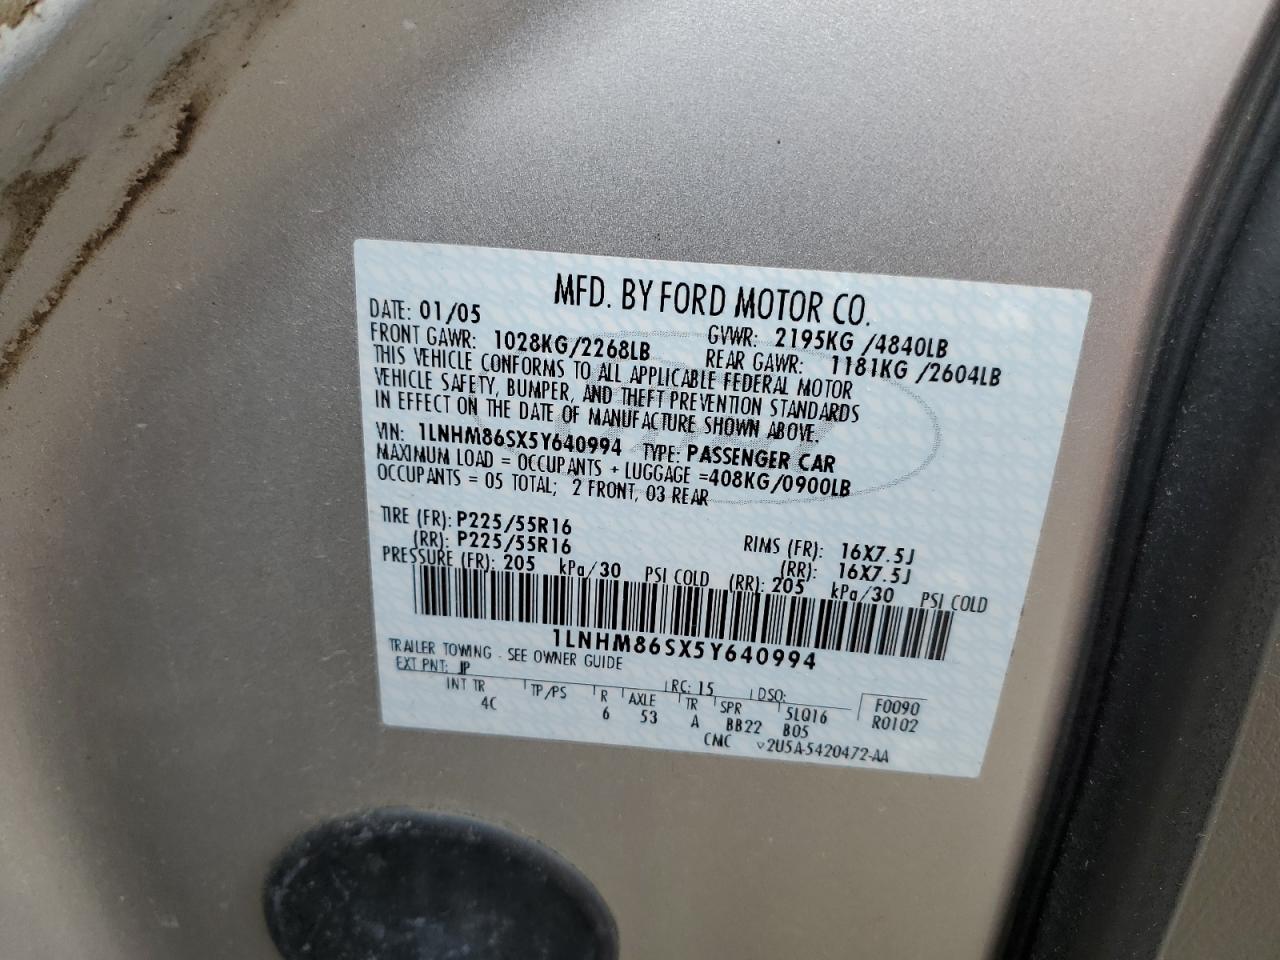 MFD. BY FORD MOTOR CO.
DATE: 01/05 GVWR: 2195KG /4840LB
FRONT GAWR: 1028KG/2268LB REAR GAWR: 1181KG /2604LB
THIS VEHICLE CONFORMS TO ALL APPLICABLE FEDERAL MOTOR
VEHICLE SAFETY, BUMPER, AND THEFT PREVENTION STANDARDS
IN EFFECT ON THE DATE OF MANUFACTURE SHOWN ABOVE.
VIN: 1LNHM86SX5Y640994 TYPE: PASSENGER CAR
MAXIMUM LOAD = OCCUPANTS + LUGGAGE =408KG/0900LB
OCCUPANTS = 05 TOTAL; 2 FRONT, 03 REAR
TIRE (FR): P225/55R16 RIMS (FR): 16X7.5J
(RR): P225/55R16 (RR): 16X7.5J
PRESSURE (FR): 205 kPa/30 PSI COLD (RR): 205 kPa/30 PSI COLD
1LNHM86SX5Y640994
TRAILER TOWING - SEE OWNER GUIDE
EXT PNT: JP RC: 15 DSO: F0090
INT TR TP/PS R AXLE TR SPR 5LQ16 R0102
4C 6 53 A BB22 B05
CMC v2U5A-5420472-AA